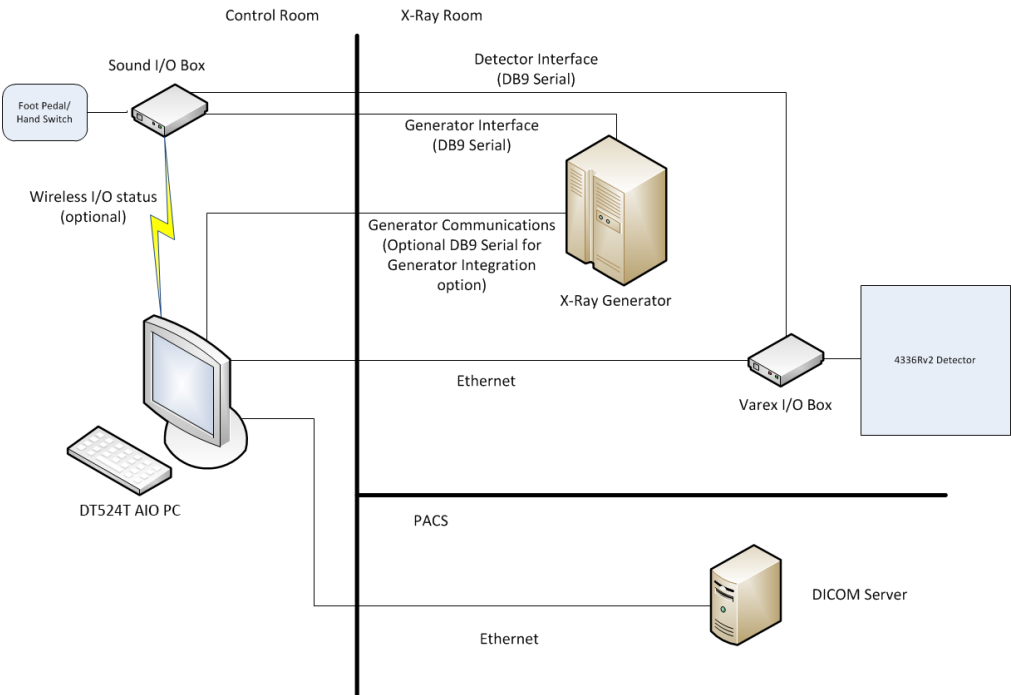 Control Room
X-Ray Room
Sound I/O Box
Detector Interface
(DB9 Serial)
Foot Pedal/
Hand Switch
Generator Interface
(DB9 Serial)
Wireless I/O status
(optional)
Generator Communications
(Optional DB9 Serial for
Generator Integration
option)
X-Ray Generator
4336Rv2 Detector
Ethernet
Varex I/O Box
DT524T AIO PC
PACS
DICOM Server
Ethernet